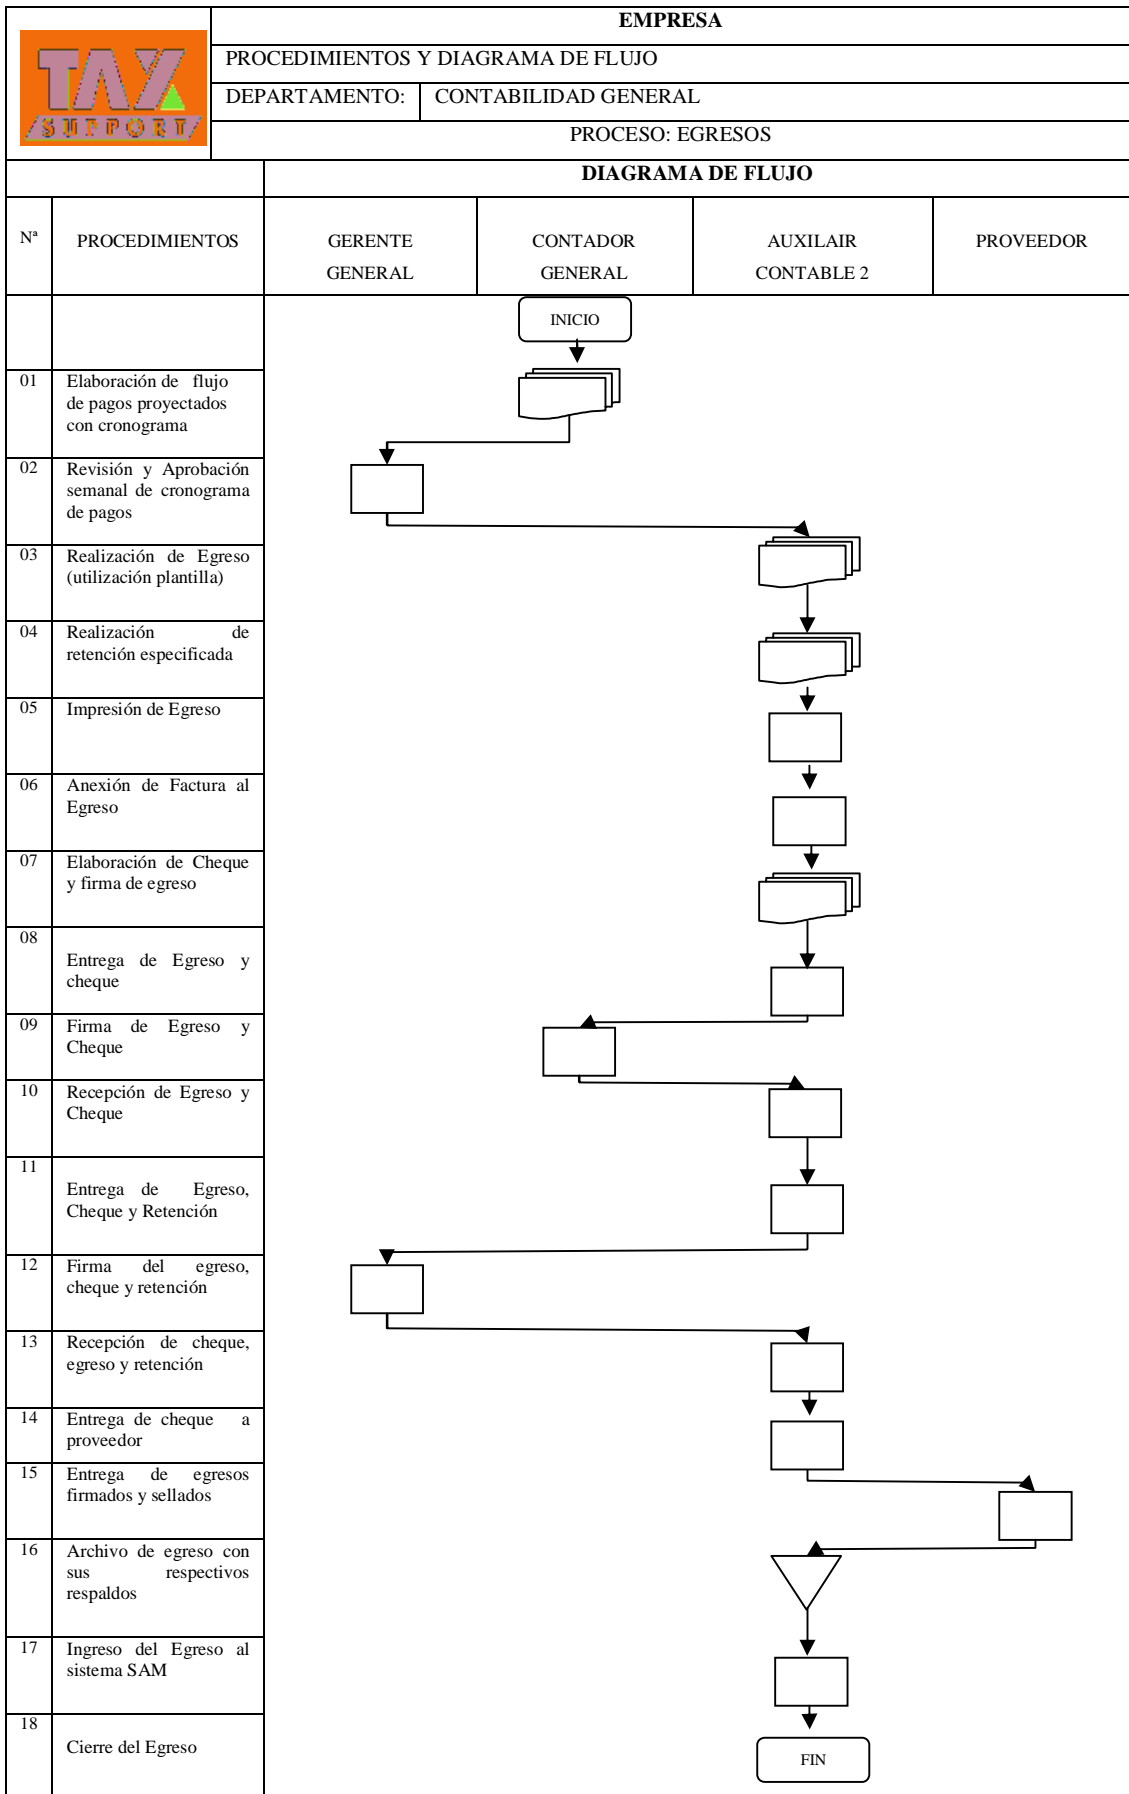 TAX
SUPPORT
EMPRESA
PROCEDIMIENTOS Y DIAGRAMA DE FLUJO
DEPARTAMENTO: CONTABILIDAD GENERAL
PROCESO: EGRESOS
DIAGRAMA DE FLUJO
Nª PROCEDIMIENTOS
GERENTE
GENERAL
CONTADOR
GENERAL
AUXILAIR
CONTABLE 2
PROVEEDOR
INICIO
01 Elaboración de flujo
de pagos proyectados
con cronograma
02 Revisión y Aprobación
semanal de cronograma
de pagos
03 Realización de Egreso
(utilización plantilla)
04 Realización de
retención especificada
05 Impresión de Egreso
06 Anexión de Factura al
Egreso
07 Elaboración de Cheque
y firma de egreso
08
Entrega de Egreso y
cheque
09 Firma de Egreso y
Cheque
10 Recepción de Egreso y
Cheque
11
Entrega de Egreso,
Cheque y Retención
12 Firma del egreso,
cheque y retención
13 Recepción de cheque,
egreso y retención
14 Entrega de cheque a
proveedor
15 Entrega de egresos
firmados y sellados
16 Archivo de egreso con
sus respectivos
respaldos
17 Ingreso del Egreso al
sistema SAM
18
Cierre del Egreso
FIN